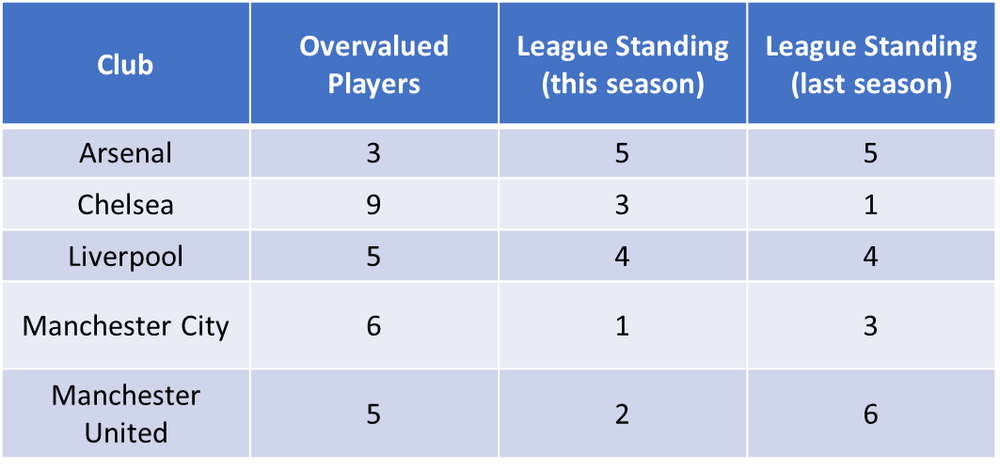 Club Overvalued Players League Standing (this season) League Standing (last season)
Arsenal 3 5 5
Chelsea 9 3 1
Liverpool 5 4 4
Manchester City 6 1 3
Manchester United 5 2 6